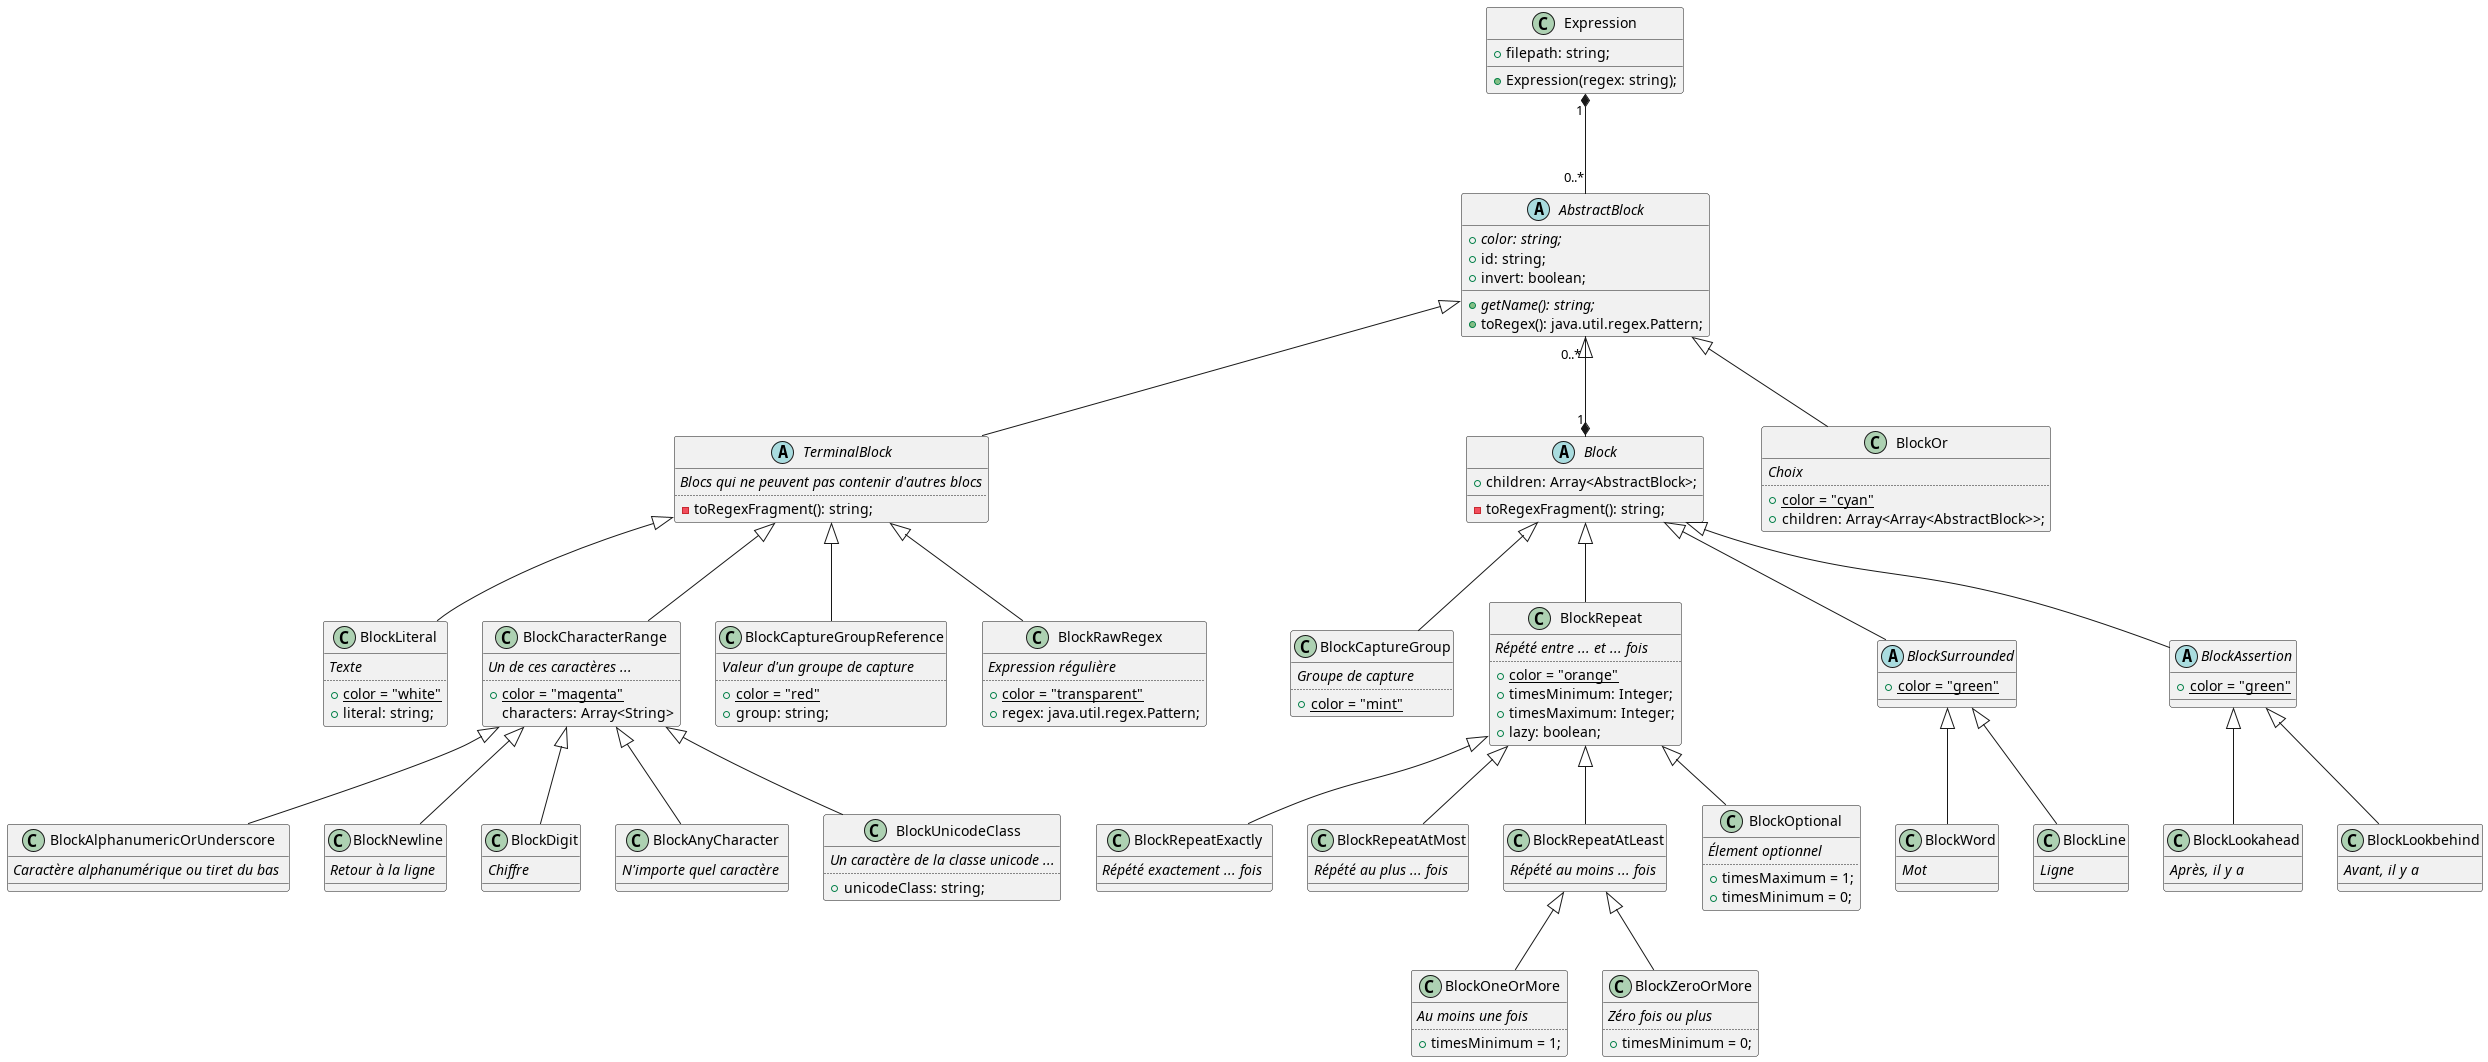 C Expression
filepath: string;
Expression(regex: string);
1
0..*
A AbstractBlock
color: string;
id: string;
invert: boolean;
getName(): string;
toRegex(): java.util.regex.Pattern;
0..*
1
A TerminalBlock
Blocs qui ne peuvent pas contenir d'autres blocs
toRegexFragment(): string;
A Block
children: Array<AbstractBlock>;
toRegexFragment(): string;
C BlockOr
Choix
color = "cyan"
children: Array<Array<AbstractBlock>>;
C BlockLiteral
Texte
color = "white"
literal: string;
C BlockCharacterRange
Un de ces caractères ...
color = "magenta"
characters: Array<String>
C BlockCaptureGroupReference
Valeur d'un groupe de capture
color = "red"
group: string;
C BlockRawRegex
Expression régulière
color = "transparent"
regex: java.util.regex.Pattern;
C BlockCaptureGroup
Groupe de capture
color = "mint"
C BlockRepeat
Répété entre ... et ... fois
color = "orange"
timesMinimum: Integer;
timesMaximum: Integer;
lazy: boolean;
A BlockSurrounded
color = "green"
A BlockAssertion
color = "green"
C BlockAlphanumericOrUnderscore
Caractère alphanumérique ou tiret du bas
C BlockNewline
Retour à la ligne
C BlockDigit
Chiffre
C BlockAnyCharacter
N'importe quel caractère
C BlockUnicodeClass
Un caractère de la classe unicode ...
unicodeClass: string;
C BlockRepeatExactly
Répété exactement ... fois
C BlockRepeatAtMost
Répété au plus ... fois
C BlockRepeatAtLeast
Répété au moins ... fois
C BlockOptional
Élement optionnel
timesMaximum = 1;
timesMinimum = 0;
C BlockWord
Mot
C BlockLine
Ligne
C BlockLookahead
Après, il y a
C BlockLookbehind
Avant, il y a
C BlockOneOrMore
Au moins une fois
timesMinimum = 1;
C BlockZeroOrMore
Zéro fois ou plus
timesMinimum = 0;